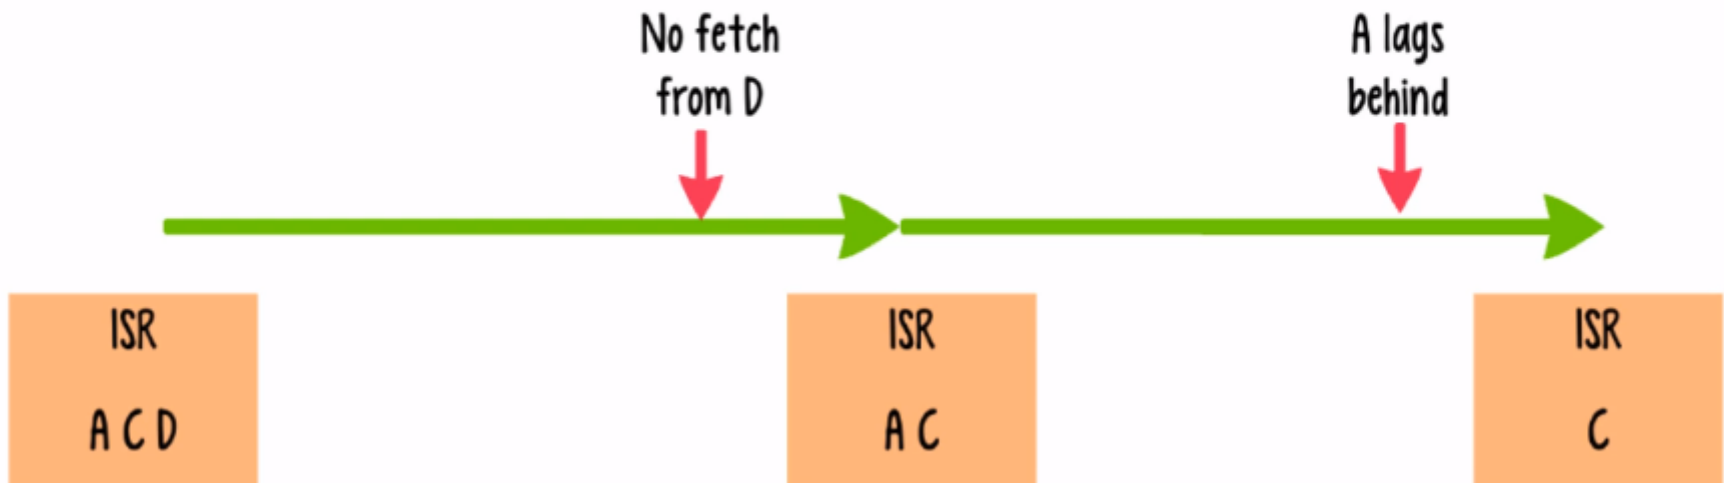 No fetch
from D
A lags
behind
ISR
A C D
ISR
A C
ISR
C